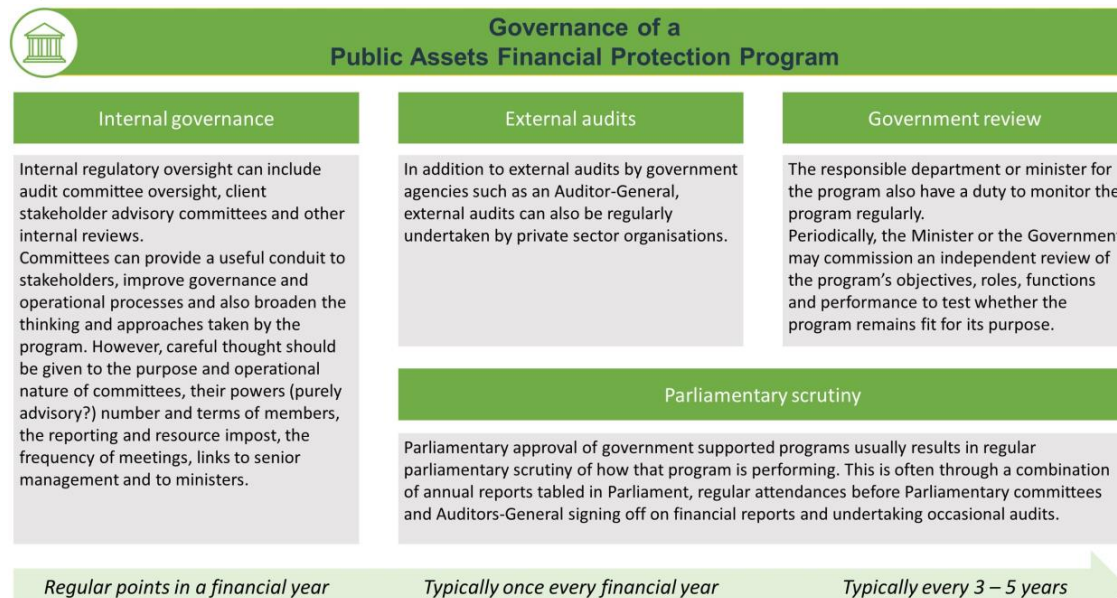 Governance of a
Public Assets Financial Protection Program
Internal governance
Internal regulatory oversight can include
audit committee oversight, client
stakeholder advisory committees and other
internal reviews.
Committees can provide a useful conduit to
stakeholders, improve governance and
operational processes and also broaden the
thinking and approaches taken by the
program. However, careful thought should
be given to the purpose and operational
nature of committees, their powers (purely
advisory?) number and terms of members,
the reporting and resource impost, the
frequency of meetings, links to senior
management and to ministers.
External audits
In addition to external audits by government
agencies such as an Auditor-General,
external audits can also be regularly
undertaken by private sector organisations.
Government review
The responsible department or minister for
the program also have a duty to monitor the
program regularly.
Periodically, the Minister or the Government
may commission an independent review of
the program's objectives, roles, functions
and performance to test whether the
program remains fit for its purpose.
Parliamentary scrutiny
Parliamentary approval of government supported programs usually results in regular
parliamentary scrutiny of how that program is performing. This is often through a combination
of annual reports tabled in Parliament, regular attendances before Parliamentary committees
and Auditors-General signing off on financial reports and undertaking occasional audits.
Regular points in a financial year
Typically once every financial year
Typically every 3 – 5 years